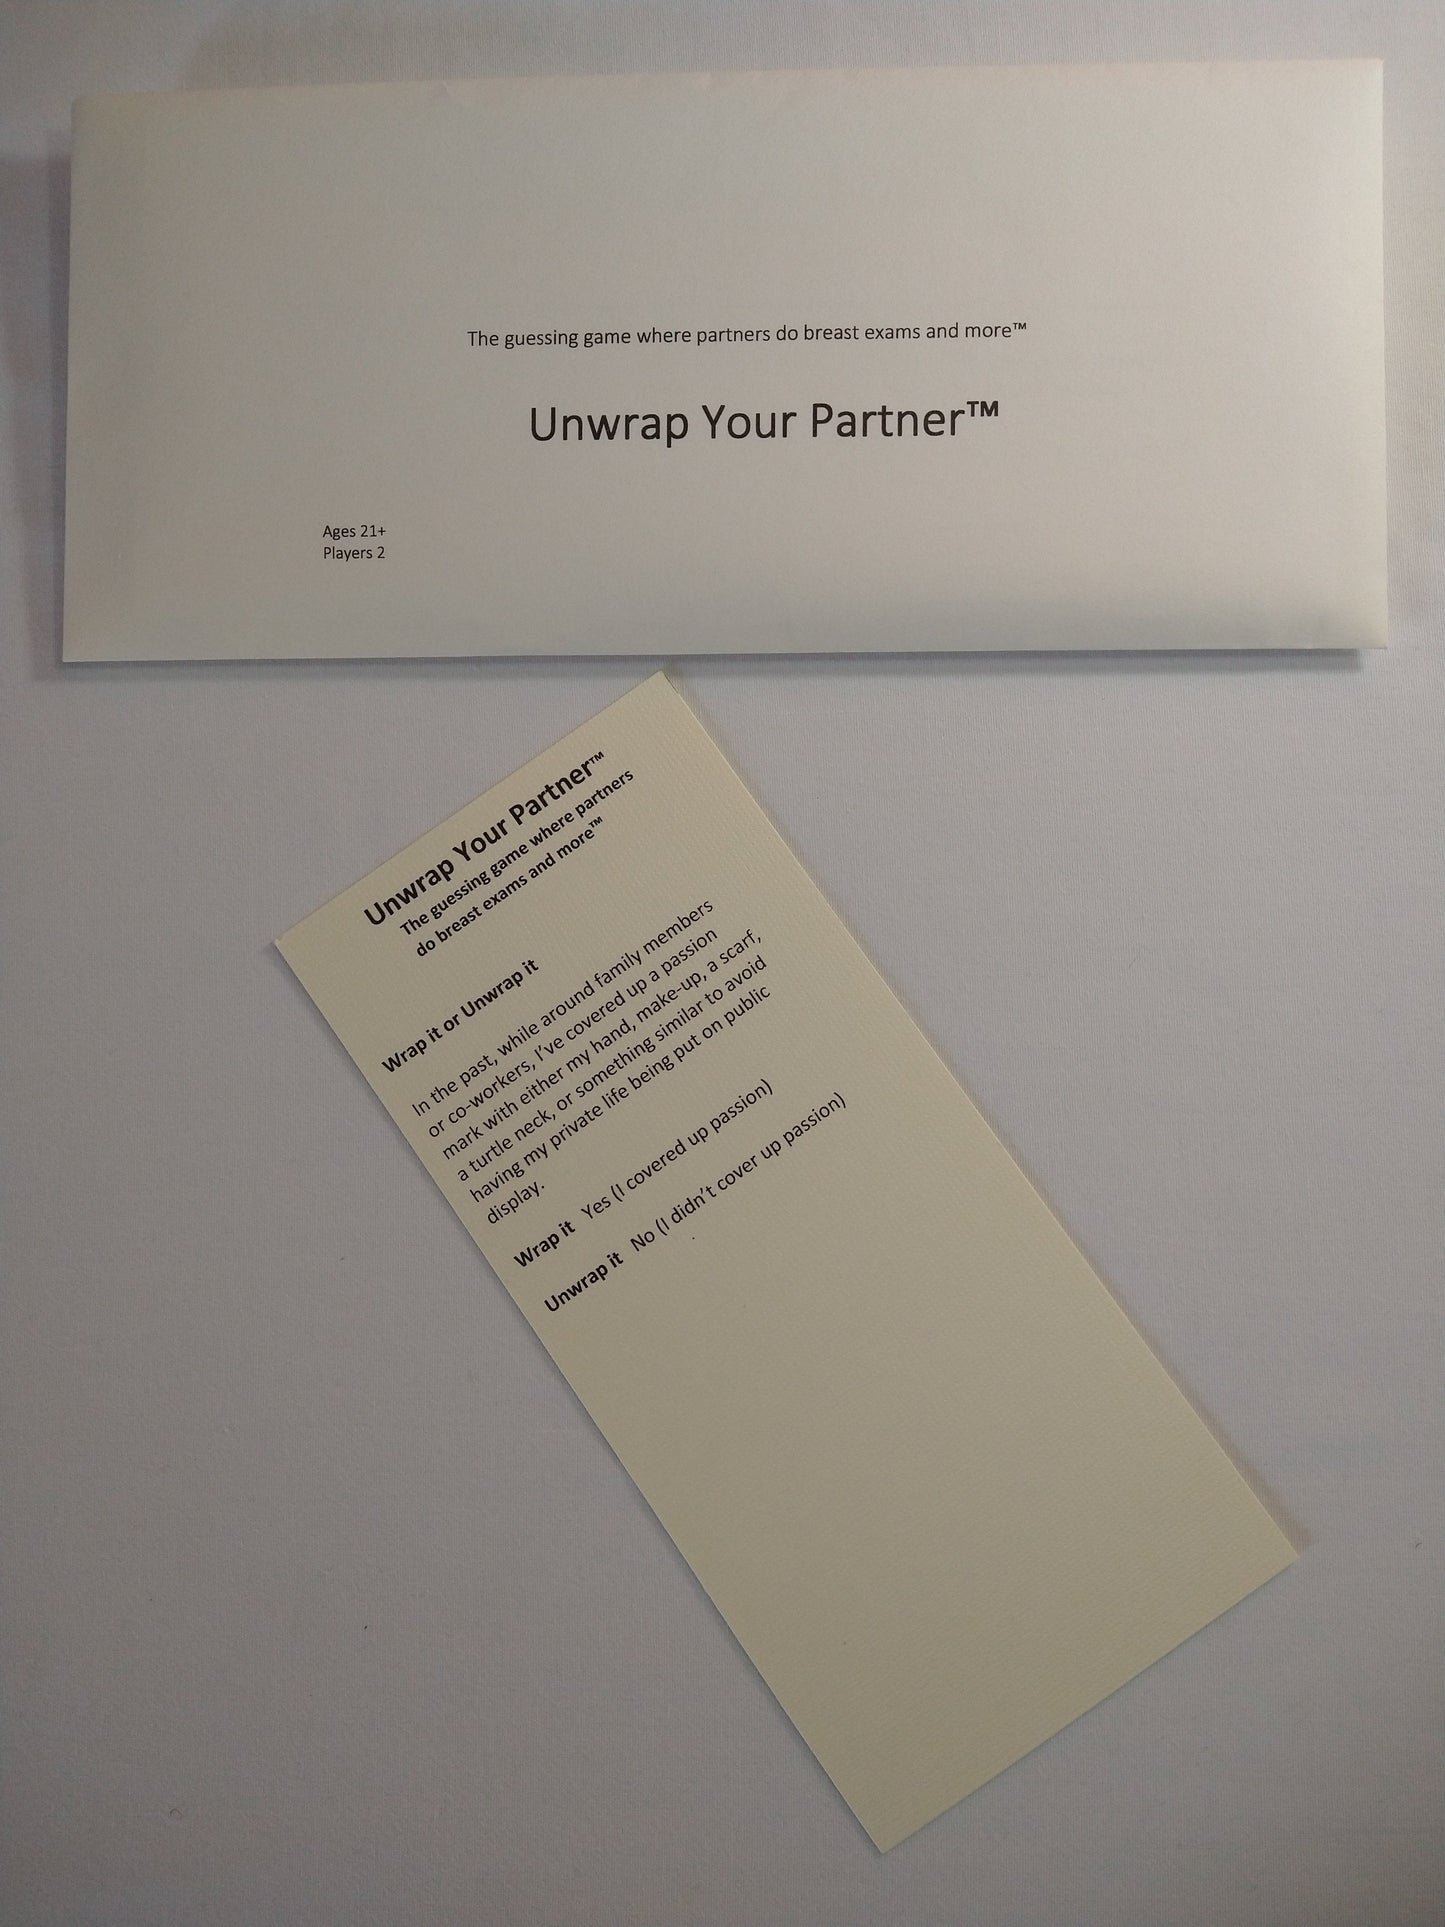 The guessing game where partners do breast exams and more™
Unwrap Your Partner™
Ages 21+
Players 2
Unwrap Your Partner™
The guessing game where partners
do breast exams and more™
Wrap it or Unwrap it
In the past, while around family members
or co-workers, I've covered up a passion
mark with either my hand, make-up, a scarf,
a turtle neck, or something similar to avoid
having my private life being put on public
display.
Wrap it Yes (I covered up passion)
Unwrap it No (I didn't cover up passion)